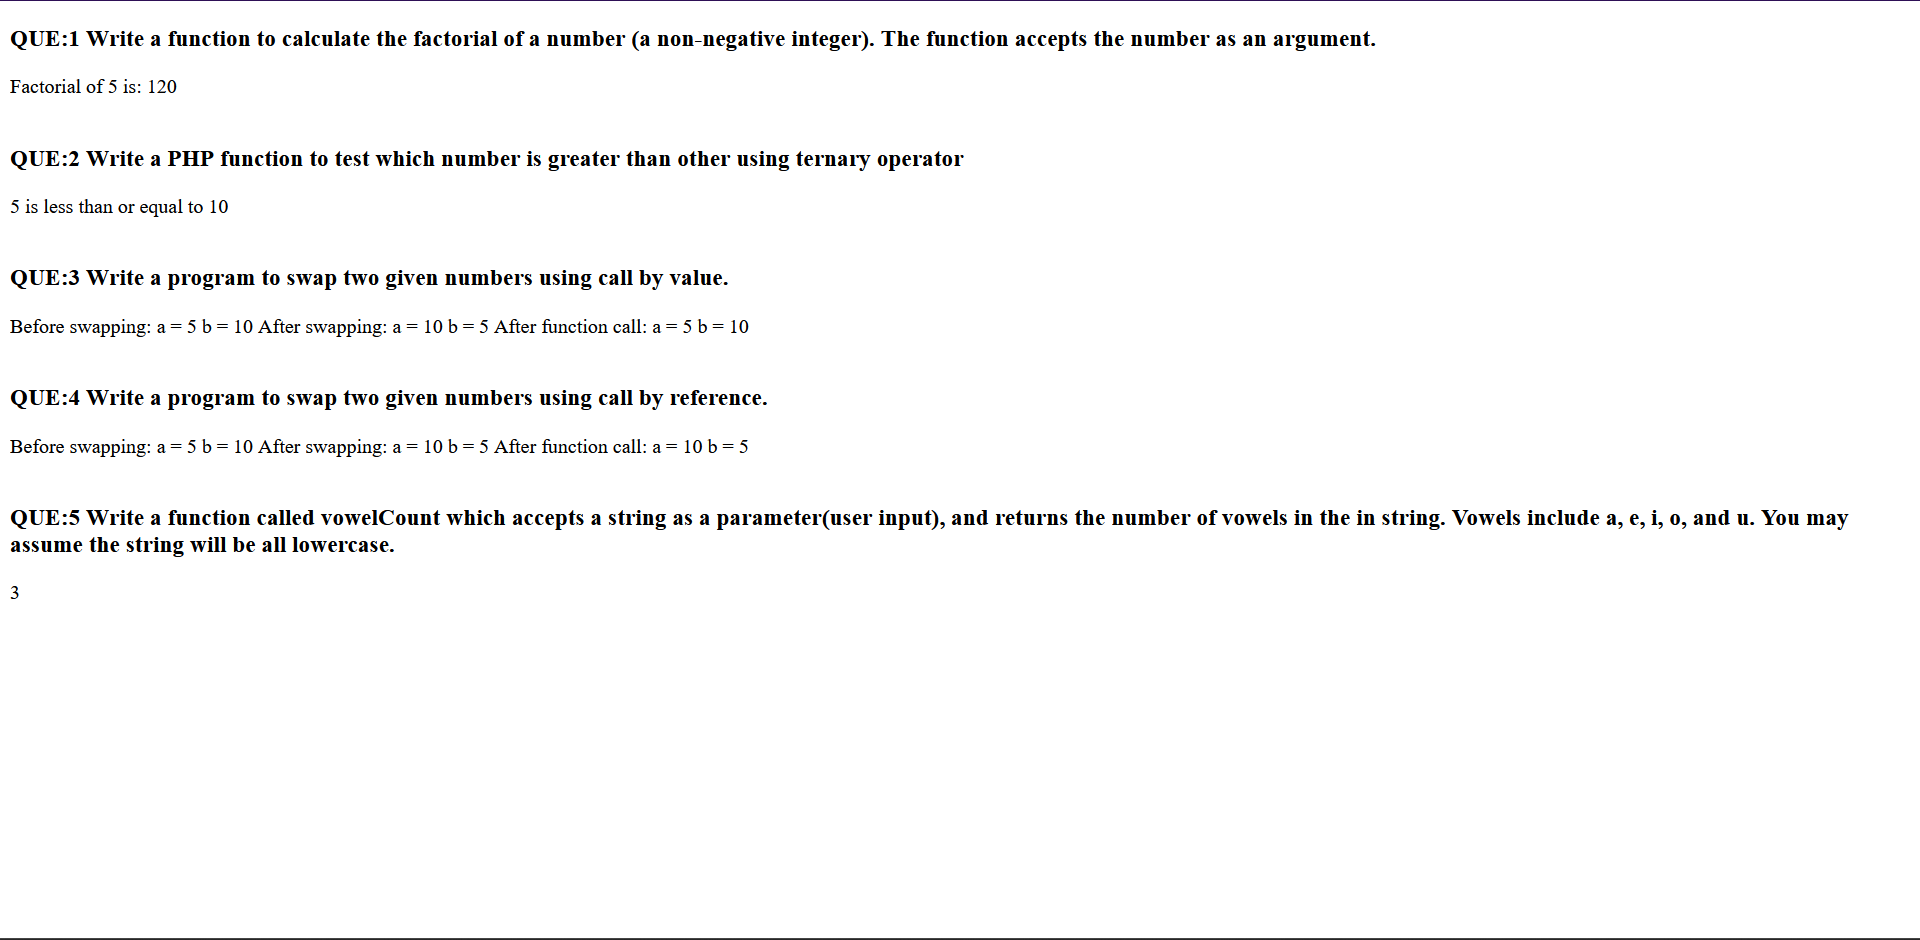 QUE:1 Write a function to calculate the factorial of a number (a non-negative integer). The function accepts the number as an argument.
Factorial of 5 is: 120
QUE:2 Write a PHP function to test which number is greater than other using ternary operator
5 is less than or equal to 10
QUE:3 Write a program to swap two given numbers using call by value.
Before swapping: a = 5 b = 10 After swapping: a = 10 b = 5 After function call: a = 5 b = 10
QUE:4 Write a program to swap two given numbers using call by reference.
Before swapping: a = 5 b = 10 After swapping: a = 10 b = 5 After function call: a = 10 b = 5
QUE:5 Write a function called vowelCount which accepts a string as a parameter(user input), and returns the number of vowels in the in string. Vowels include a, e, i, o, and u. You may
assume the string will be all lowercase.
3